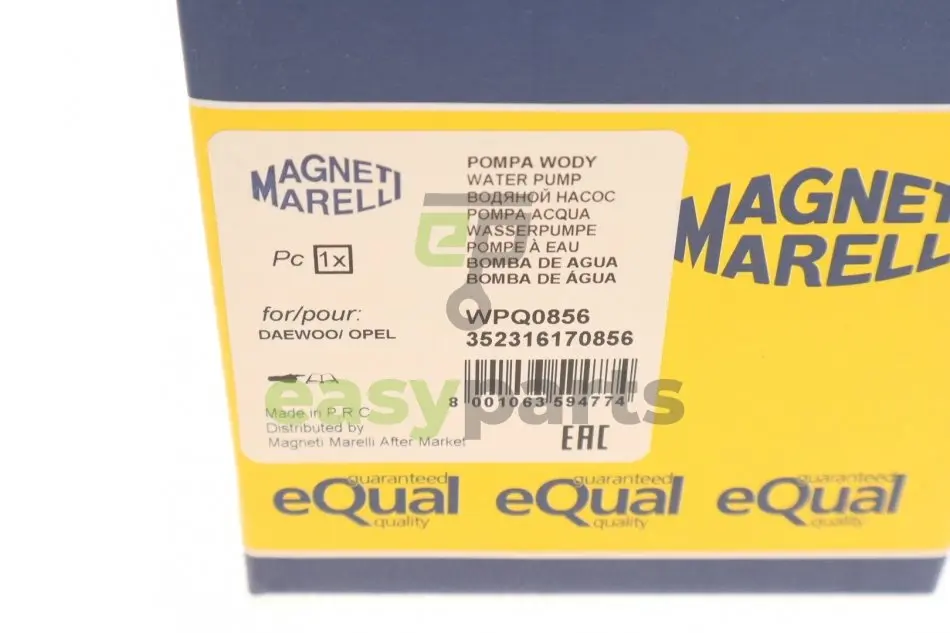 MAGNETI
MARELLI
Pc 1x
for/pour:
DAEWOO/ OPEL
POMPA WODY
WATER PUMP
ВОДЯНОЙ НАСОС
POMPA ACQUA
WASSERPUMPE
POMPE À EAU
BOMBA DE AGUA
BOMBA DE ÁGUA
WPQ0856
352316170856
8 001063 594774
Made in P R C
Distributed by
Magneti Marelli After Market
EAC
MAGNETI
MARELLI
ep
easyparts
guaranteed
eQual
quality
guaranteed
eQual
quality
guaranteed
eQual
quality